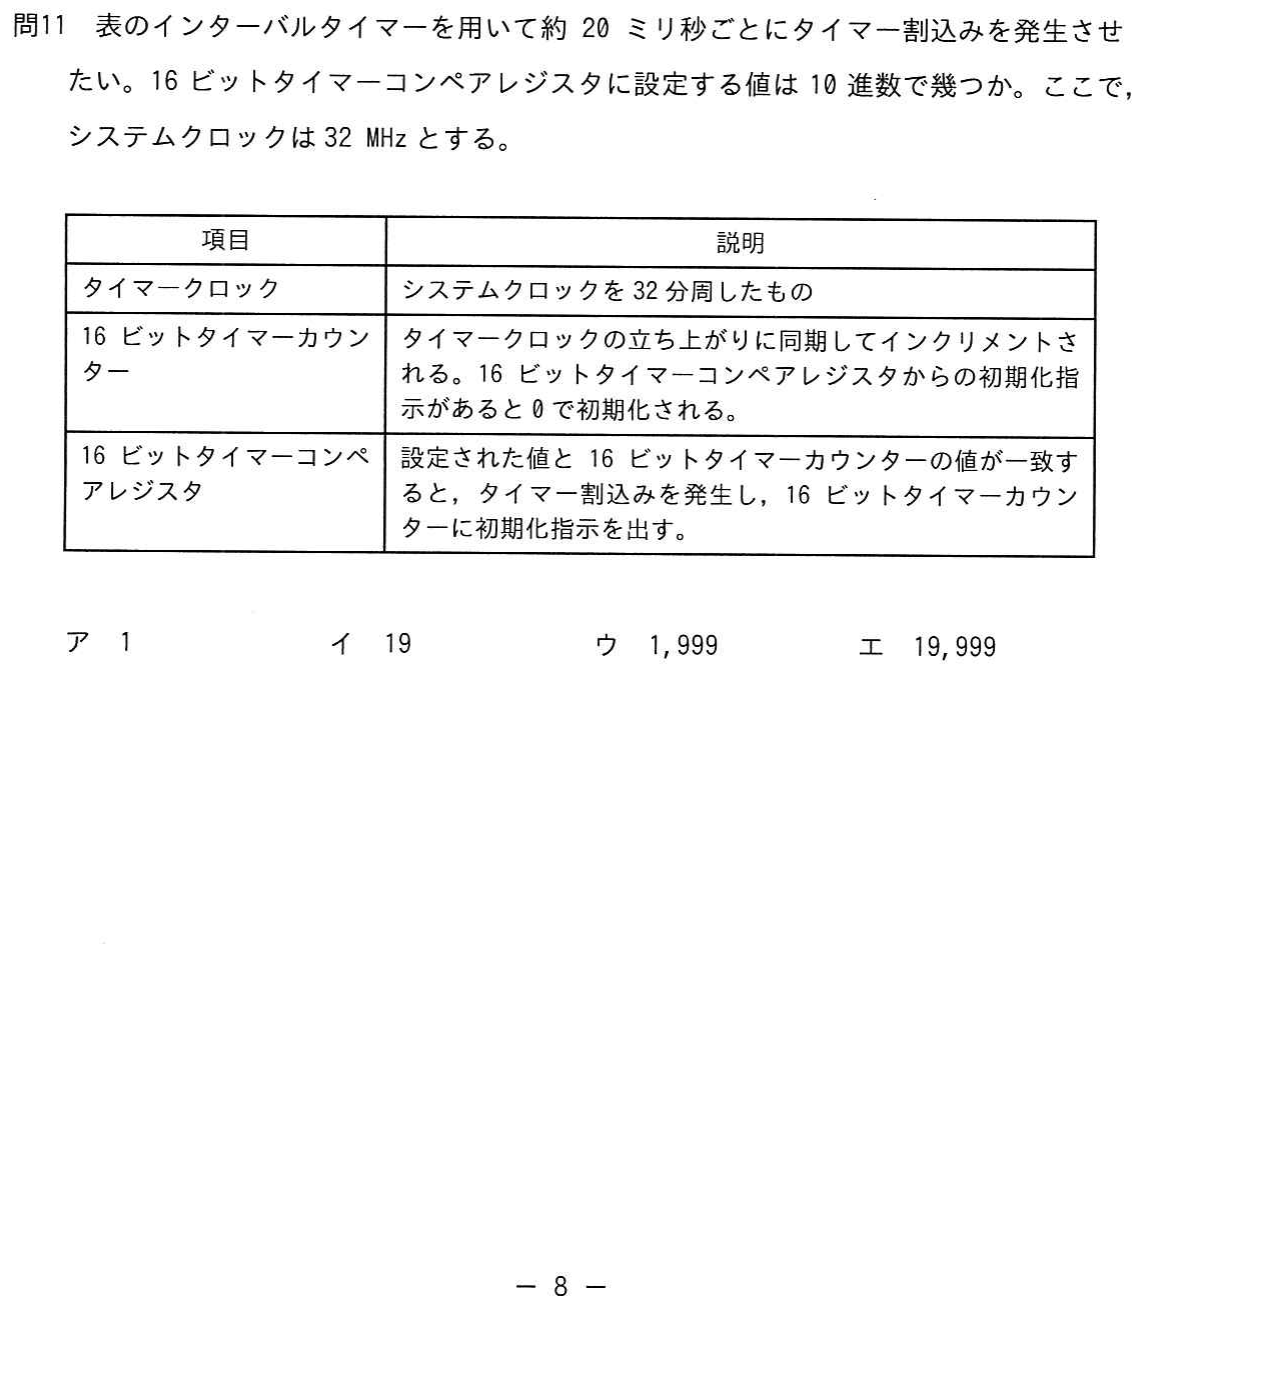 問11 表のインターバルタイマーを用いて約 20 ミリ秒ごとにタイマー割込みを発生させ
たい。16 ビットタイマーコンペアレジスタに設定する値は 10 進数で幾つか。ここで,
システムクロックは 32 MHz とする。
項目 説明
タイマークロック システムクロックを 32 分周したもの
16 ビットタイマーカウン
ター
タイマークロックの立ち上がりに同期してインクリメントさ
れる。16 ビットタイマーコンペアレジスタからの初期化指
示があると 0 で初期化される。
16 ビットタイマーコンペ
アレジスタ
設定された値と 16 ビットタイマーカウンターの値が一致す
ると, タイマー割込みを発生し, 16 ビットタイマーカウン
ターに初期化指示を出す。
ア 1 イ 19 ウ 1,999 エ 19,999
― 8 ―